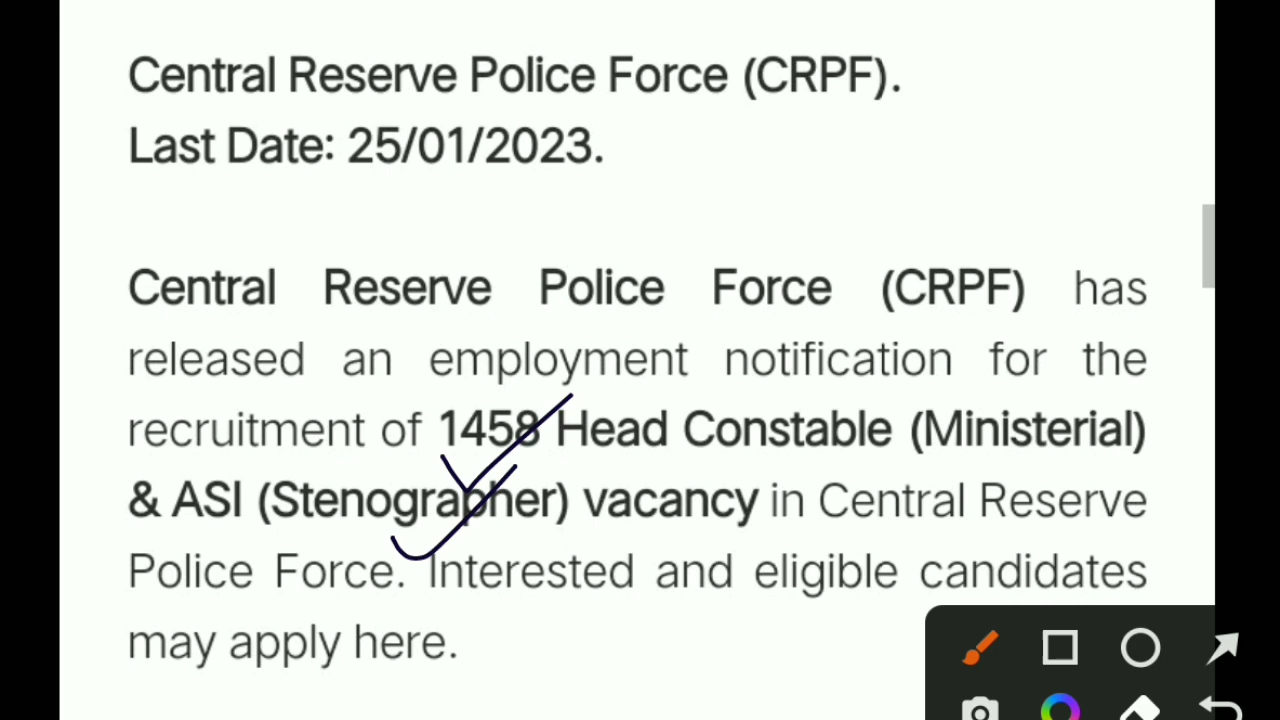 Central Reserve Police Force (CRPF).
Last Date: 25/01/2023.
Central Reserve Police Force (CRPF) has
released an employment notification for the
recruitment of 1458 Head Constable (Ministerial)
& ASI (Stenographer) vacancy in Central Reserve
Police Force. Interested and eligible candidates
may apply here.